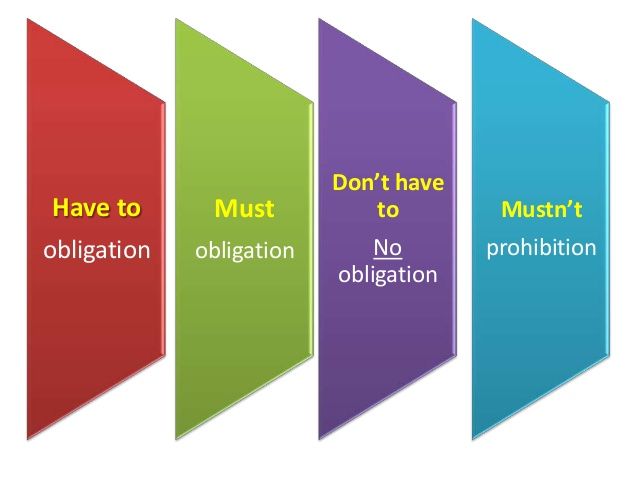 Have to
obligation
Must
obligation
Don’t have
to
No
obligation
Mustn’t
prohibition